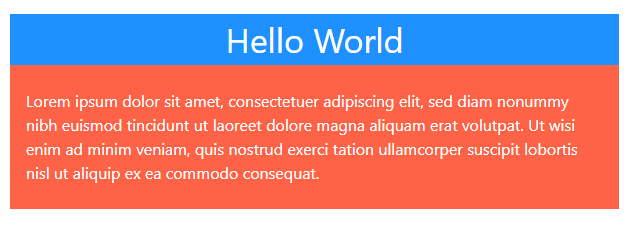 Hello World
Lorem ipsum dolor sit amet, consectetuer adipiscing elit, sed diam nonummy
nibh euismod tincidunt ut laoreet dolore magna aliquam erat volutpat. Ut wisi
enim ad minim veniam, quis nostrud exerci tation ullamcorper suscipit lobortis
nisl ut aliquip ex ea commodo consequat.